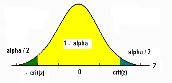 1 - alpha
alpha / 2
alpha / 2
z
- crit(z)
0
crit(z)